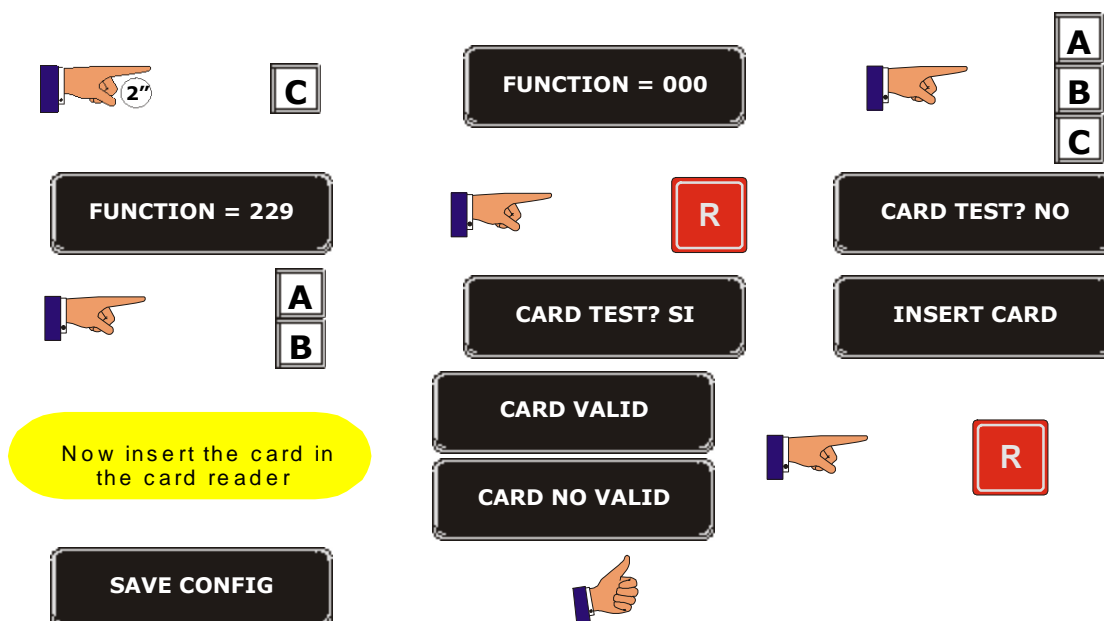 2”
C
FUNCTION = 000
A
B
C
FUNCTION = 229
R
CARD TEST? NO
A
B
CARD TEST? SI
INSERT CARD
Now insert the card in
the card reader
CARD VALID
CARD NO VALID
R
SAVE CONFIG